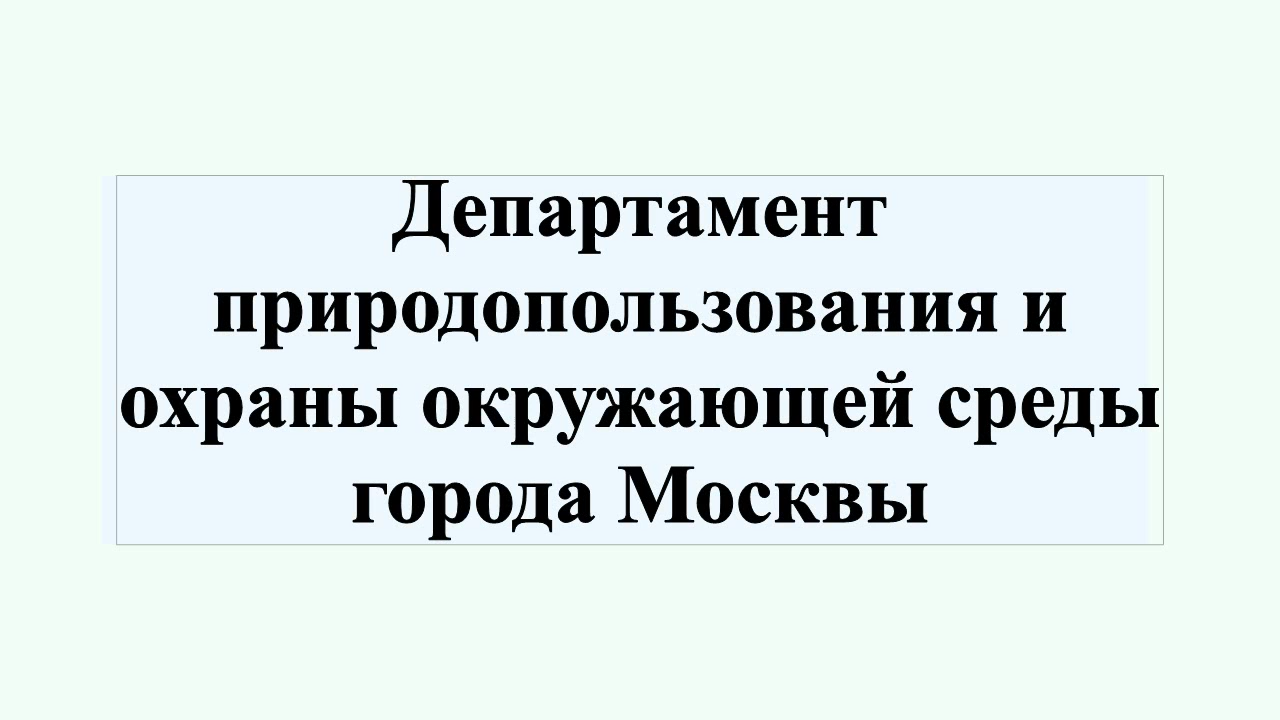 Департамент
природопользования и
охраны окружающей среды
города Москвы